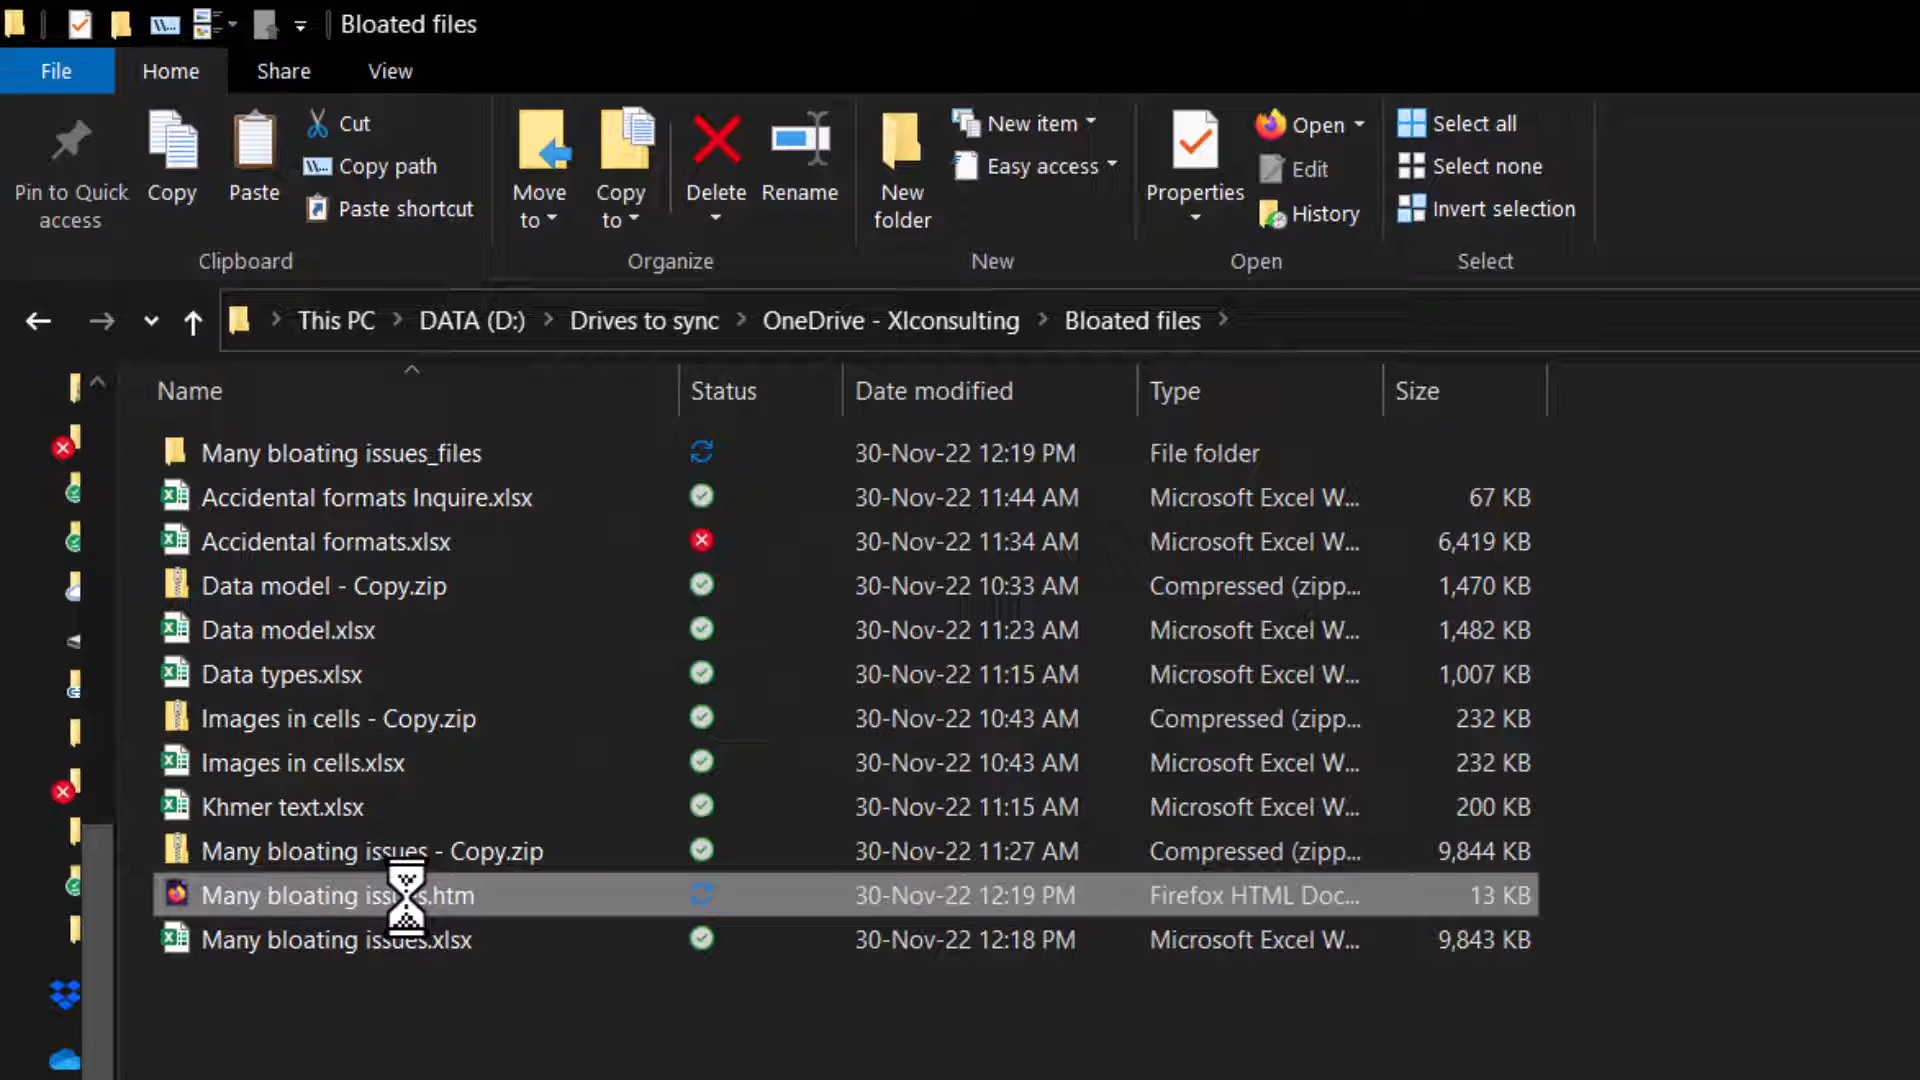 Bloated files
File Home Share View
Pin to Quick access
Copy
Paste
Cut
Copy path
Paste shortcut
Clipboard
Move to
Copy to
Delete
Rename
Organize
New folder
New item
Easy access
New
Properties
Open
Edit
History
Open
Select all
Select none
Invert selection
Select
This PC > DATA (D:) > Drives to sync > OneDrive - Xlconsulting > Bloated files >
Name Status Date modified Type Size
Many bloating issues_files 30-Nov-22 12:19 PM File folder
Accidental formats Inquire.xlsx 30-Nov-22 11:44 AM Microsoft Excel W... 67 KB
Accidental formats.xlsx 30-Nov-22 11:34 AM Microsoft Excel W... 6,419 KB
Data model - Copy.zip 30-Nov-22 10:33 AM Compressed (zipp... 1,470 KB
Data model.xlsx 30-Nov-22 11:23 AM Microsoft Excel W... 1,482 KB
Data types.xlsx 30-Nov-22 11:15 AM Microsoft Excel W... 1,007 KB
Images in cells - Copy.zip 30-Nov-22 10:43 AM Compressed (zipp... 232 KB
Images in cells.xlsx 30-Nov-22 10:43 AM Microsoft Excel W... 232 KB
Khmer text.xlsx 30-Nov-22 11:15 AM Microsoft Excel W... 200 KB
Many bloating issues - Copy.zip 30-Nov-22 11:27 AM Compressed (zipp... 9,844 KB
Many bloating issues.htm 30-Nov-22 12:19 PM Firefox HTML Doc... 13 KB
Many bloating issues.xlsx 30-Nov-22 12:18 PM Microsoft Excel W... 9,843 KB